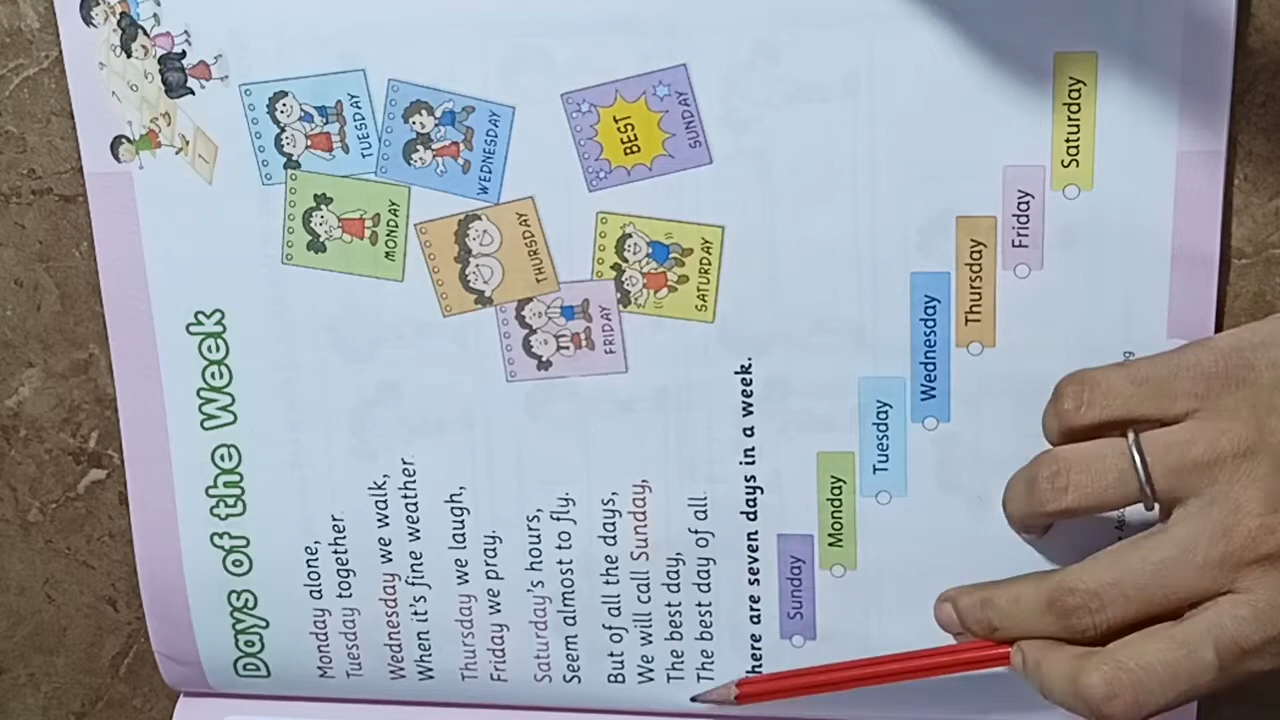 Days of the Week
Monday alone,
Tuesday together.
Wednesday we walk,
When it's fine weather.
Thursday we laugh,
Friday we pray.
Saturday's hours,
Seem almost to fly.
But of all the days,
We will call Sunday,
The best day,
The best day of all.
MONDAY
TUESDAY
WEDNESDAY
THURSDAY
FRIDAY
SATURDAY
BEST
SUNDAY
here are seven days in a week.
Sunday
Monday
Tuesday
Wednesday
Thursday
Friday
Saturday